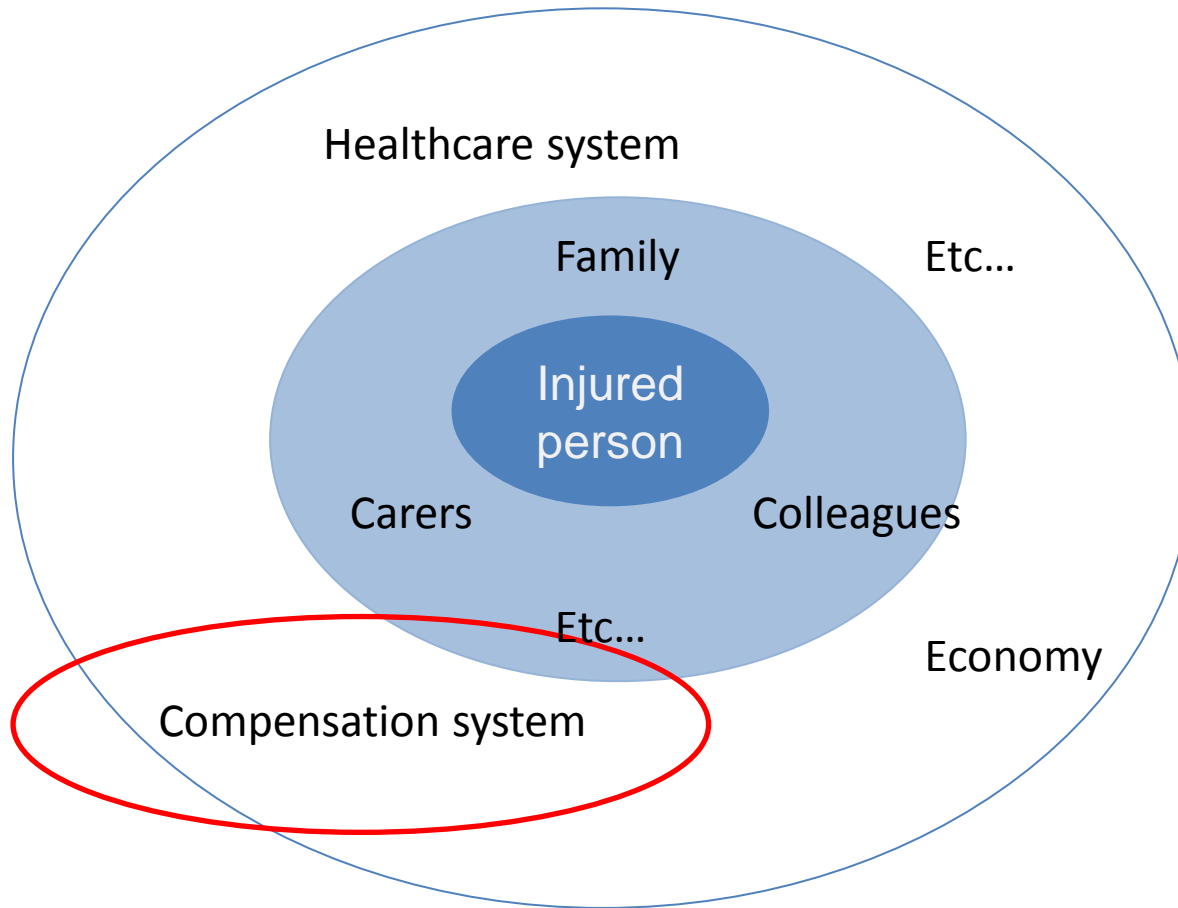 Healthcare system
Family
Etc…
Injured
person
Carers
Colleagues
Etc…
Economy
Compensation system